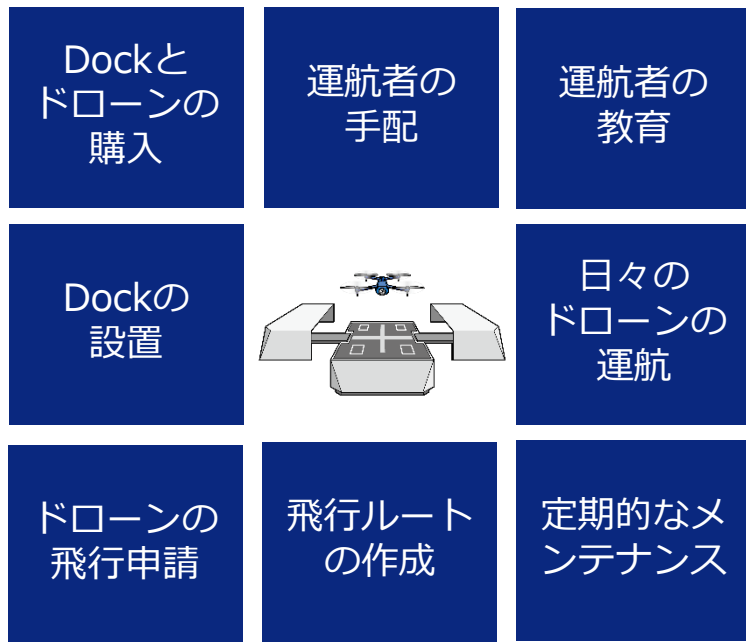 Dockと
ドローンの
購入
運航者の
手配
運航者の
教育
Dockの
設置
日々の
ドローンの
運航
ドローンの
飛行申請
飛行ルート
の作成
定期的なメ
ンテナンス